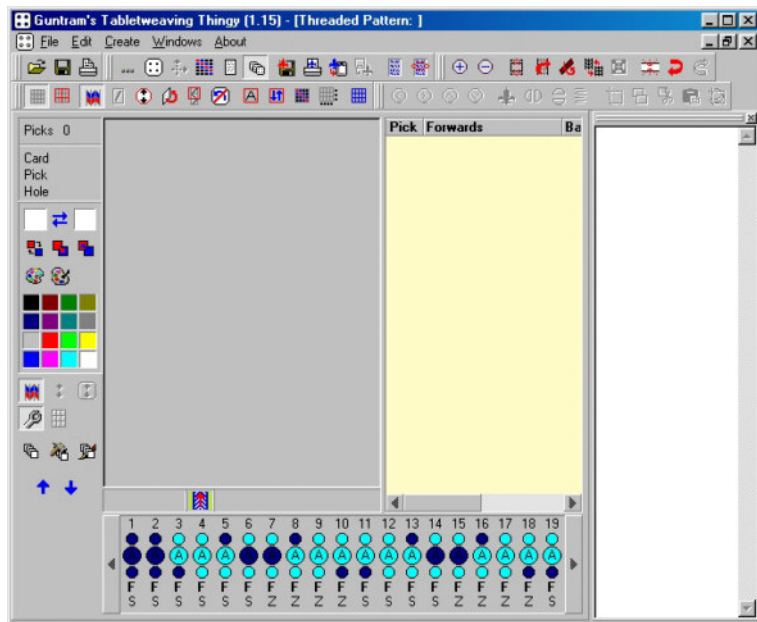 Guntram's Tabletweaving Thingy (1.15) - [Threaded Pattern: ]
File Edit Create Windows About
Picks 0
Card
Pick
Hole
Pick Forwards Ba
1 2 3 4 5 6 7 8 9 10 11 12 13 14 15 16 17 18 19
A A A A A A A A A A A A A A A A A A A
F F F F F F F F F F F F F F F F F F F
S S S S S S Z Z Z Z S S S Z Z Z Z Z S